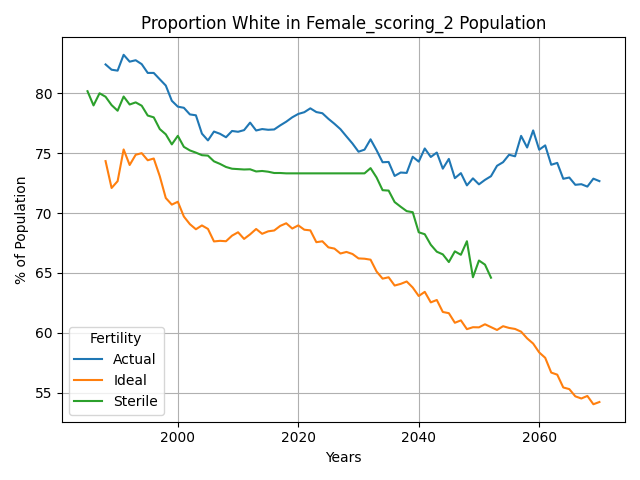 Proportion White in Female_scoring_2 Population
% of Population
80
75
70
65
60
55
Fertility
Actual
Ideal
Sterile
2000
2020
2040
2060
Years